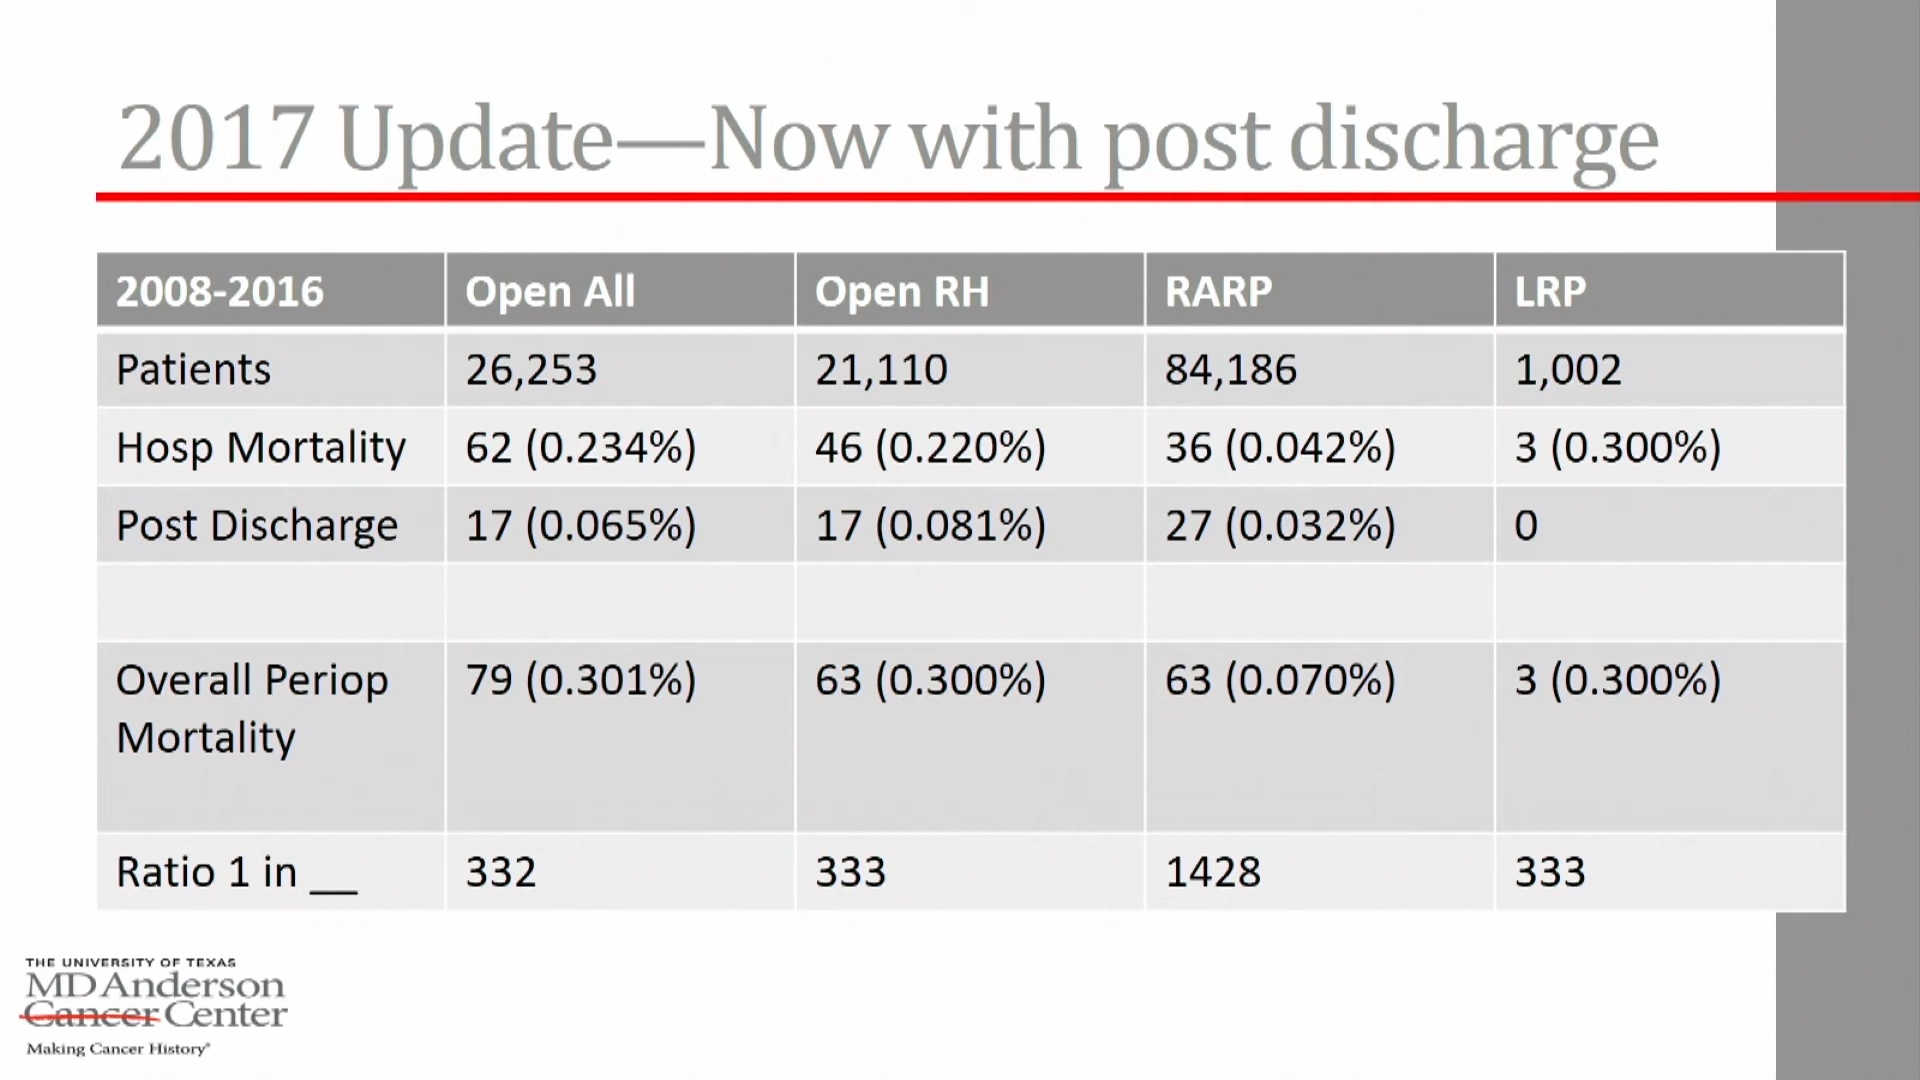 2017 Update—Now with post discharge
2008-2016 Open All Open RH RARP LRP
Patients 26,253 21,110 84,186 1,002
Hosp Mortality 62 (0.234%) 46 (0.220%) 36 (0.042%) 3 (0.300%)
Post Discharge 17 (0.065%) 17 (0.081%) 27 (0.032%) 0
Overall Periop 79 (0.301%) 63 (0.300%) 63 (0.070%) 3 (0.300%)
Mortality
Ratio 1 in __ 332 333 1428 333
THE UNIVERSITY OF TEXAS
MD Anderson
Cancer Center
Making Cancer History®